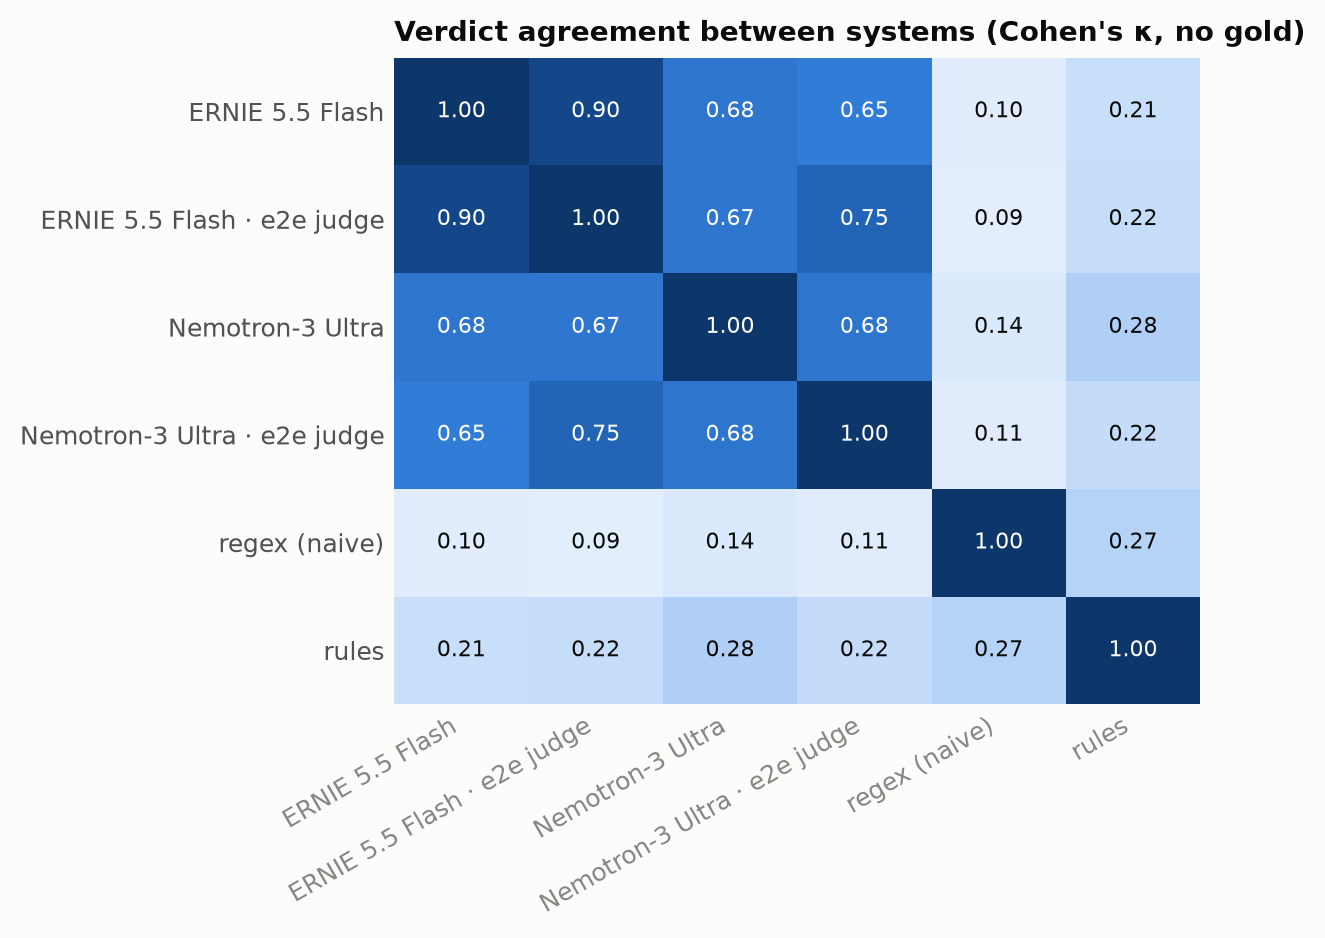 Verdict agreement between systems (Cohen's κ, no gold)
ERNIE 5.5 Flash 1.00 0.90 0.68 0.65 0.10 0.21
ERNIE 5.5 Flash · e2e judge 0.90 1.00 0.67 0.75 0.09 0.22
Nemotron-3 Ultra 0.68 0.67 1.00 0.68 0.14 0.28
Nemotron-3 Ultra · e2e judge 0.65 0.75 0.68 1.00 0.11 0.22
regex (naive) 0.10 0.09 0.14 0.11 1.00 0.27
rules 0.21 0.22 0.28 0.22 0.27 1.00
ERNIE 5.5 Flash
ERNIE 5.5 Flash · e2e judge
Nemotron-3 Ultra
Nemotron-3 Ultra · e2e judge
regex (naive)
rules